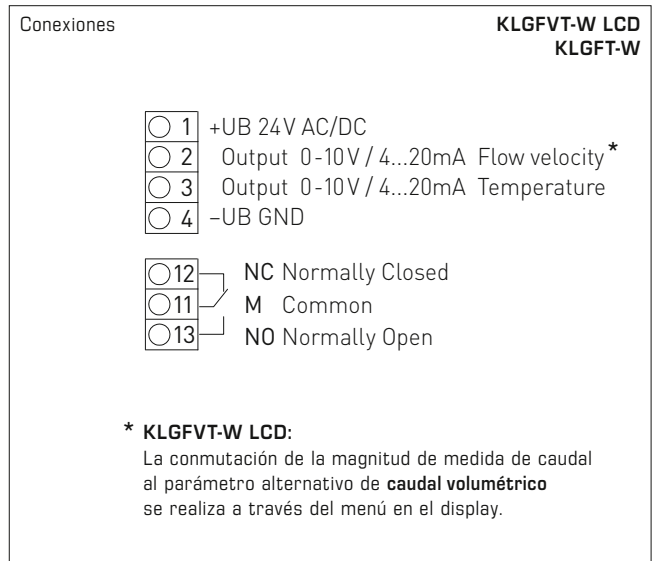 Conexiones
KLGFVT-W LCD
KLGFT-W
1 +UB 24V AC/DC
2 Output 0-10V / 4...20mA Flow velocity*
3 Output 0-10V / 4...20mA Temperature
4 –UB GND
12 NC Normally Closed
11 M Common
13 NO Normally Open
* KLGFVT-W LCD:
La conmutación de la magnitud de medida de caudal
al parámetro alternativo de caudal volumétrico
se realiza a través del menú en el display.